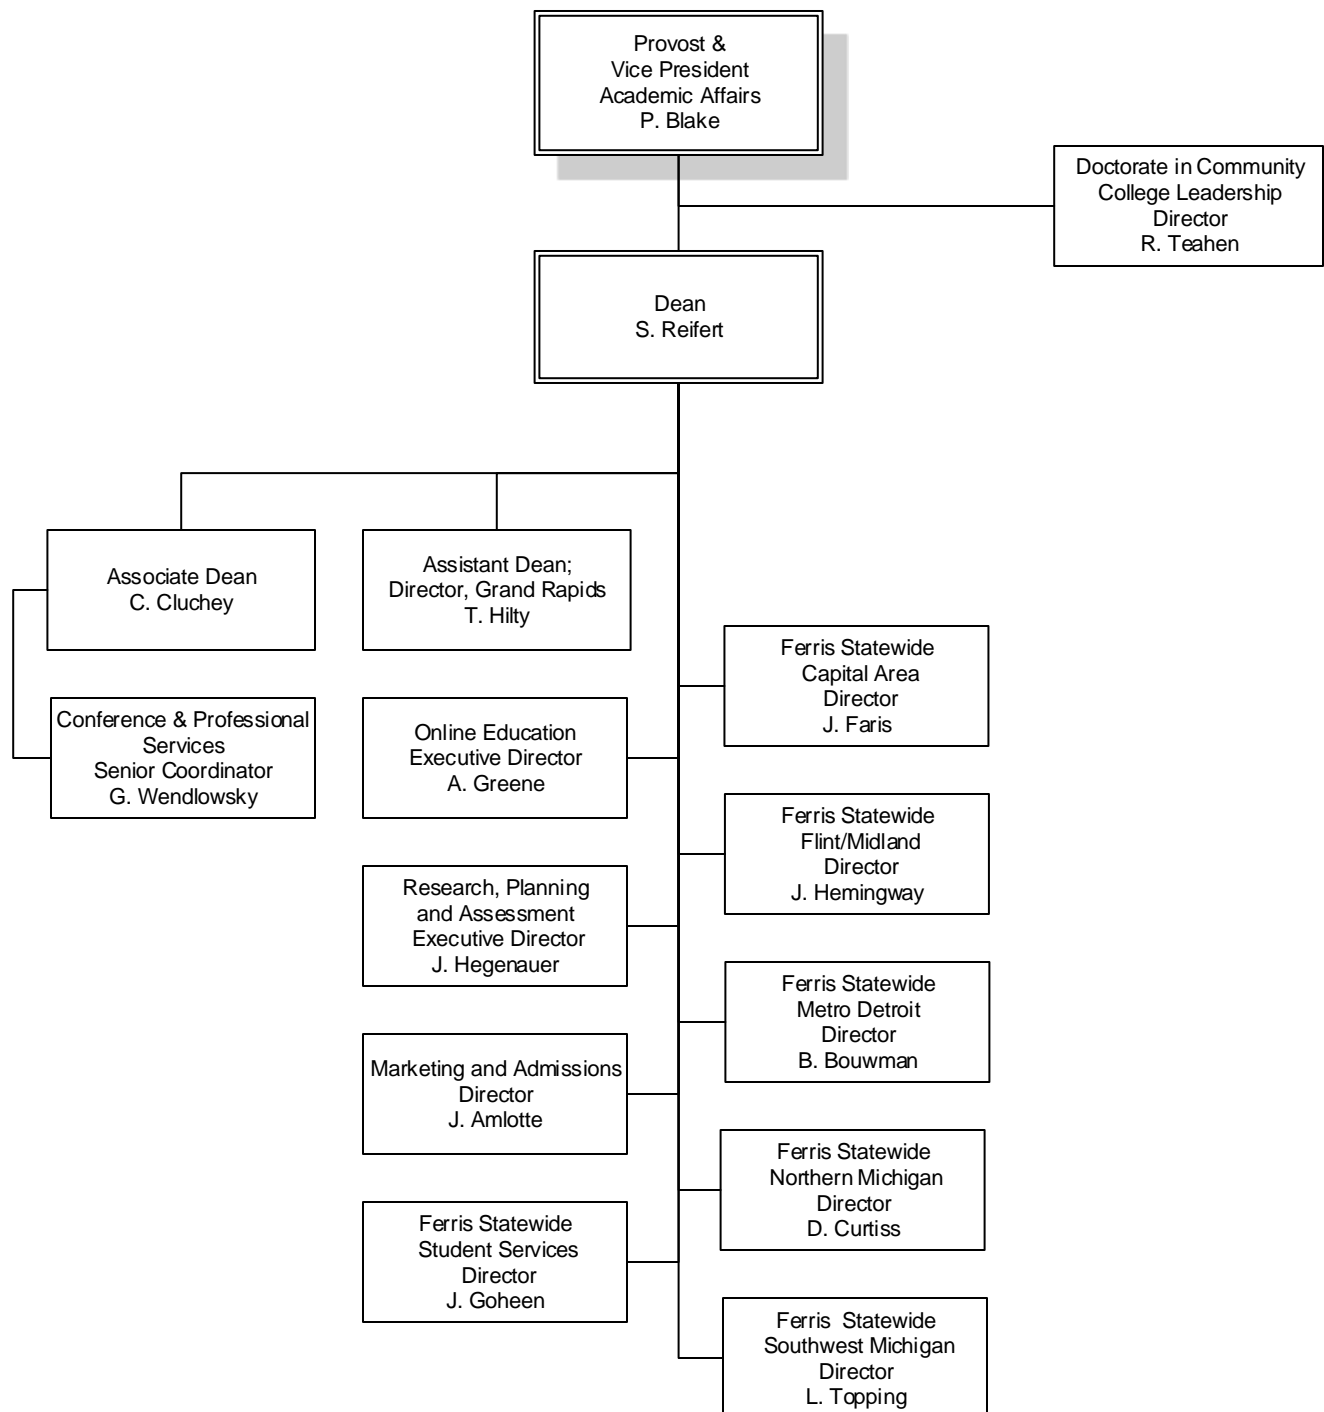 Provost &
Vice President
Academic Affairs
P. Blake
Doctorate in Community
College Leadership
Director
R. Teahen
Dean
S. Reifert
Associate Dean
C. Cluchey
Assistant Dean;
Director, Grand Rapids
T. Hilty
Ferris Statewide
Capital Area
Director
J. Faris
Conference & Professional
Services
Senior Coordinator
G. Wendlowsky
Online Education
Executive Director
A. Greene
Ferris Statewide
Flint/Midland
Director
J. Hemingway
Research, Planning
and Assessment
Executive Director
J. Hegenauer
Ferris Statewide
Metro Detroit
Director
B. Bouwman
Marketing and Admissions
Director
J. Amlotte
Ferris Statewide
Northern Michigan
Director
D. Curtiss
Ferris Statewide
Student Services
Director
J. Goheen
Ferris Statewide
Southwest Michigan
Director
L. Topping